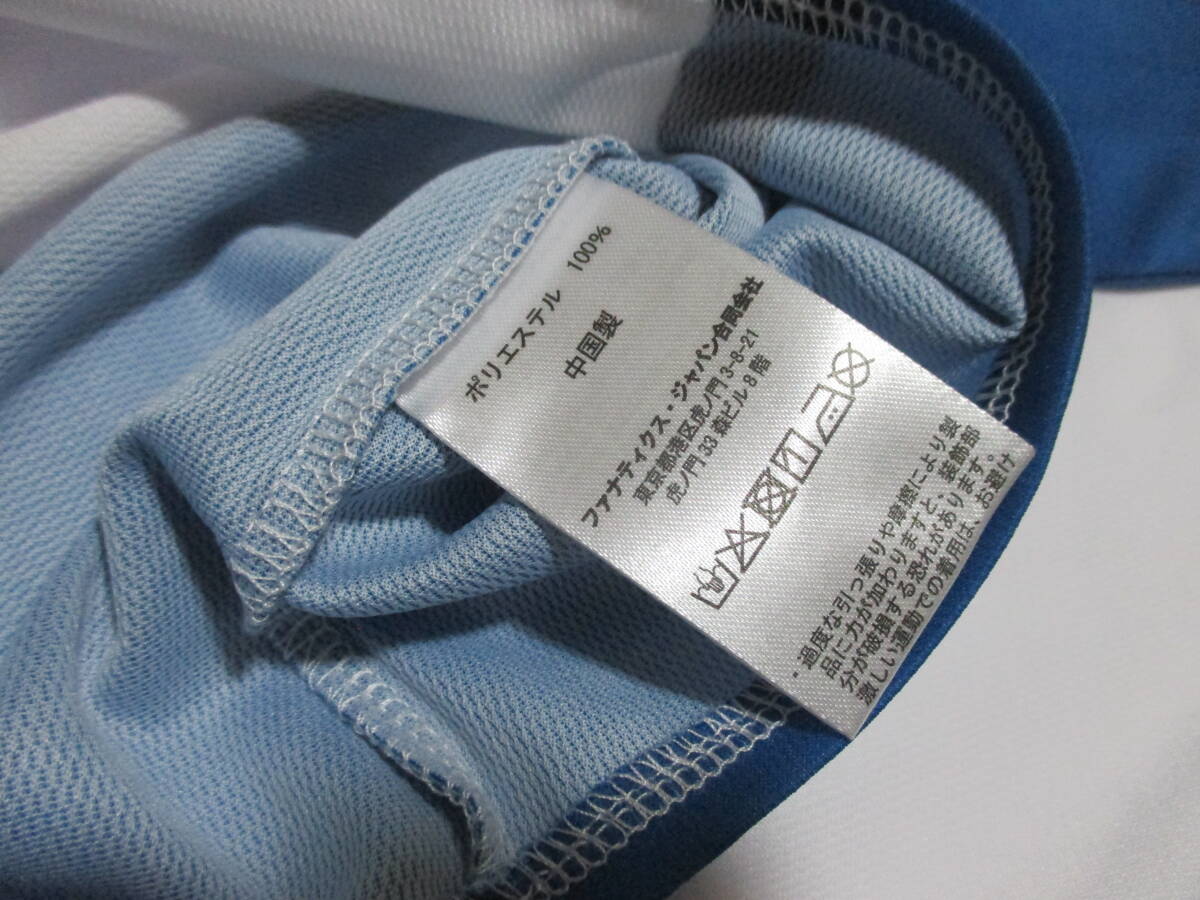 ポリエステル 100%
中国製
ファナティクス・ジャパン合同会社
東京都港区虎ノ門 3-8-21
虎ノ門 33 森ビル 8 階
・過度な引っ張りや摩擦により製
品に力が加わりますと、装飾部
分が破損する恐れがあります。
激しい運動での着用は、お避け